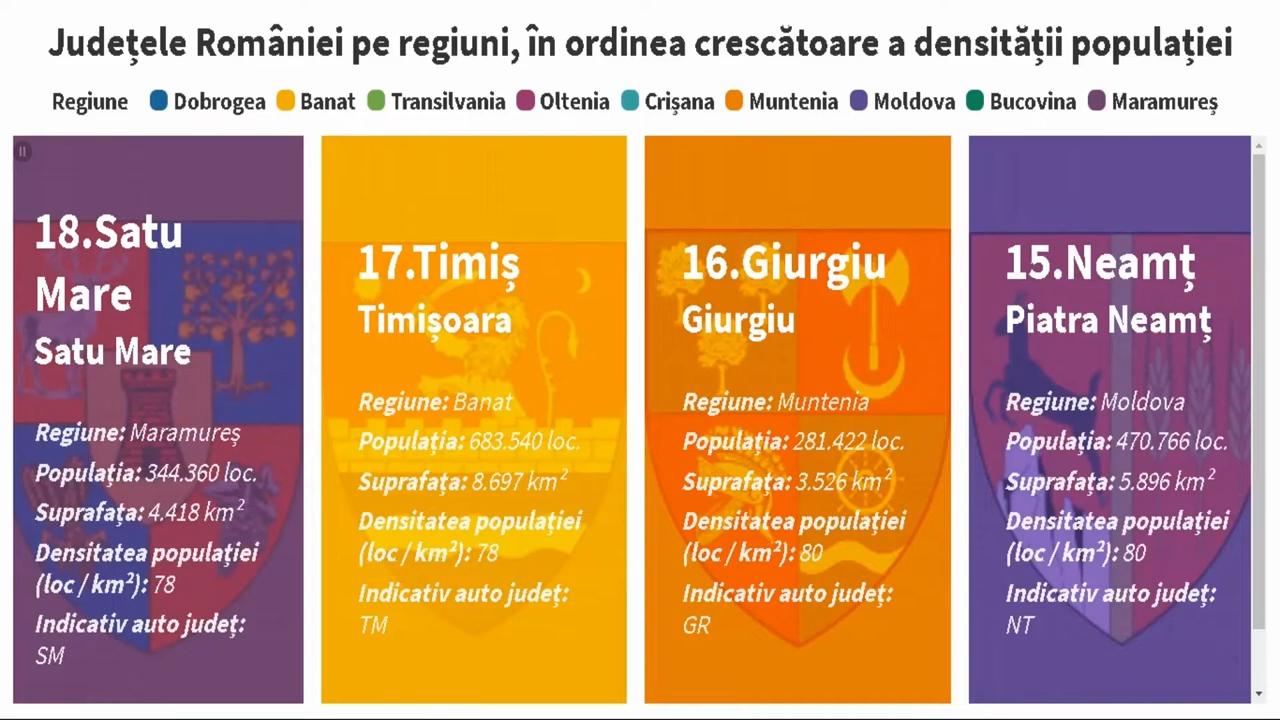 Județele României pe regiuni, în ordinea crescătoare a densității populației
Regiune Dobrogea Banat Transilvania Oltenia Crișana Muntenia Moldova Bucovina Maramureș
18.Satu
Mare
Satu Mare
Regiune: Maramureș
Populația: 344.360 loc.
Suprafața: 4.418 km²
Densitatea populației
(loc / km²): 78
Indicativ auto județ:
SM
17.Timiș
Timișoara
Regiune: Banat
Populația: 683.540 loc.
Suprafața: 8.697 km²
Densitatea populației
(loc / km²): 78
Indicativ auto județ:
TM
16.Giurgiu
Giurgiu
Regiune: Muntenia
Populația: 281.422 loc.
Suprafața: 3.526 km²
Densitatea populației
(loc / km²): 80
Indicativ auto județ:
GR
15.Neamț
Piatra Neamț
Regiune: Moldova
Populația: 470.766 loc.
Suprafața: 5.896 km²
Densitatea populației
(loc / km²): 80
Indicativ auto județ:
NT